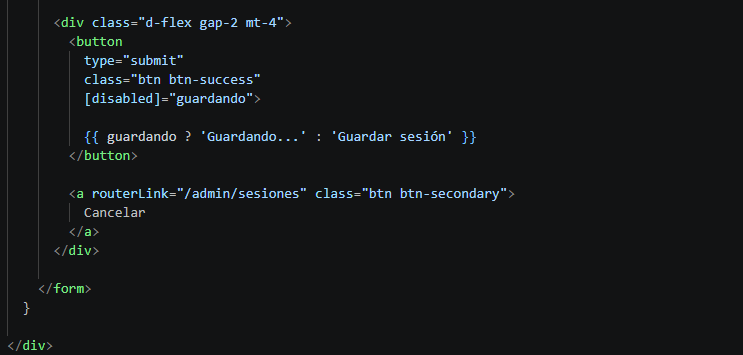 <div class="d-flex gap-2 mt-4">
<button
type="submit"
class="btn btn-success"
[disabled]="guardando">
{{ guardando ? 'Guardando...' : 'Guardar sesión' }}
</button>
<a routerLink="/admin/sesiones" class="btn btn-secondary">
Cancelar
</a>
</div>
</form>
}
</div>